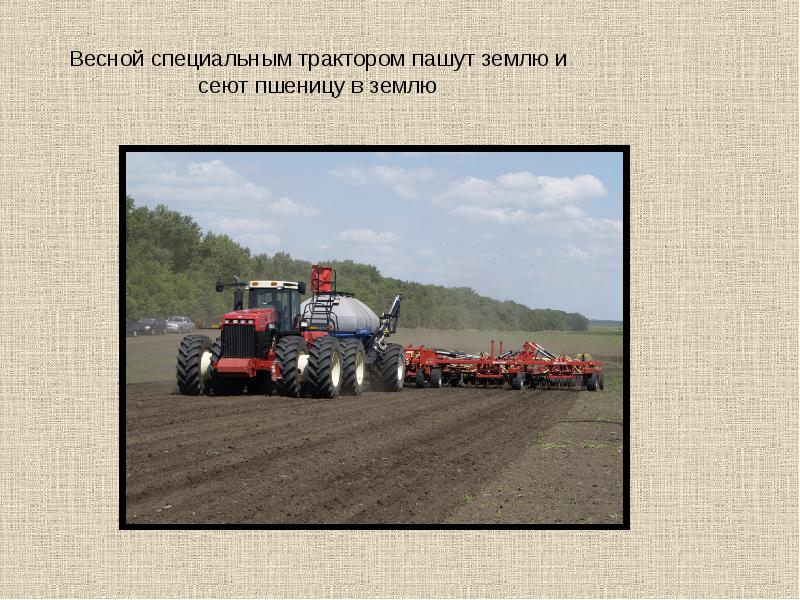 Весной специальным трактором пашут землю и
сеют пшеницу в землю